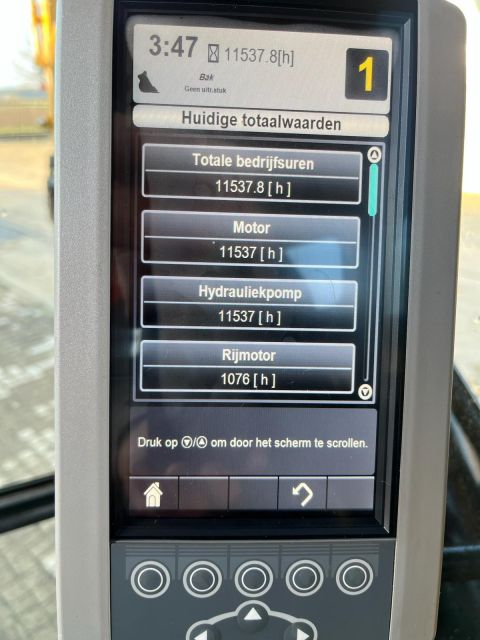 3:47 11537.8[h]
1
Bak
Geen uitr.stuk
Huidige totaalwaarden
Totale bedrijfsuren
11537.8 [ h ]
Motor
11537 [ h ]
Hydrauliekpomp
11537 [ h ]
Rijmotor
1076 [ h ]
Druk op ▽/△ om door het scherm te scrollen.